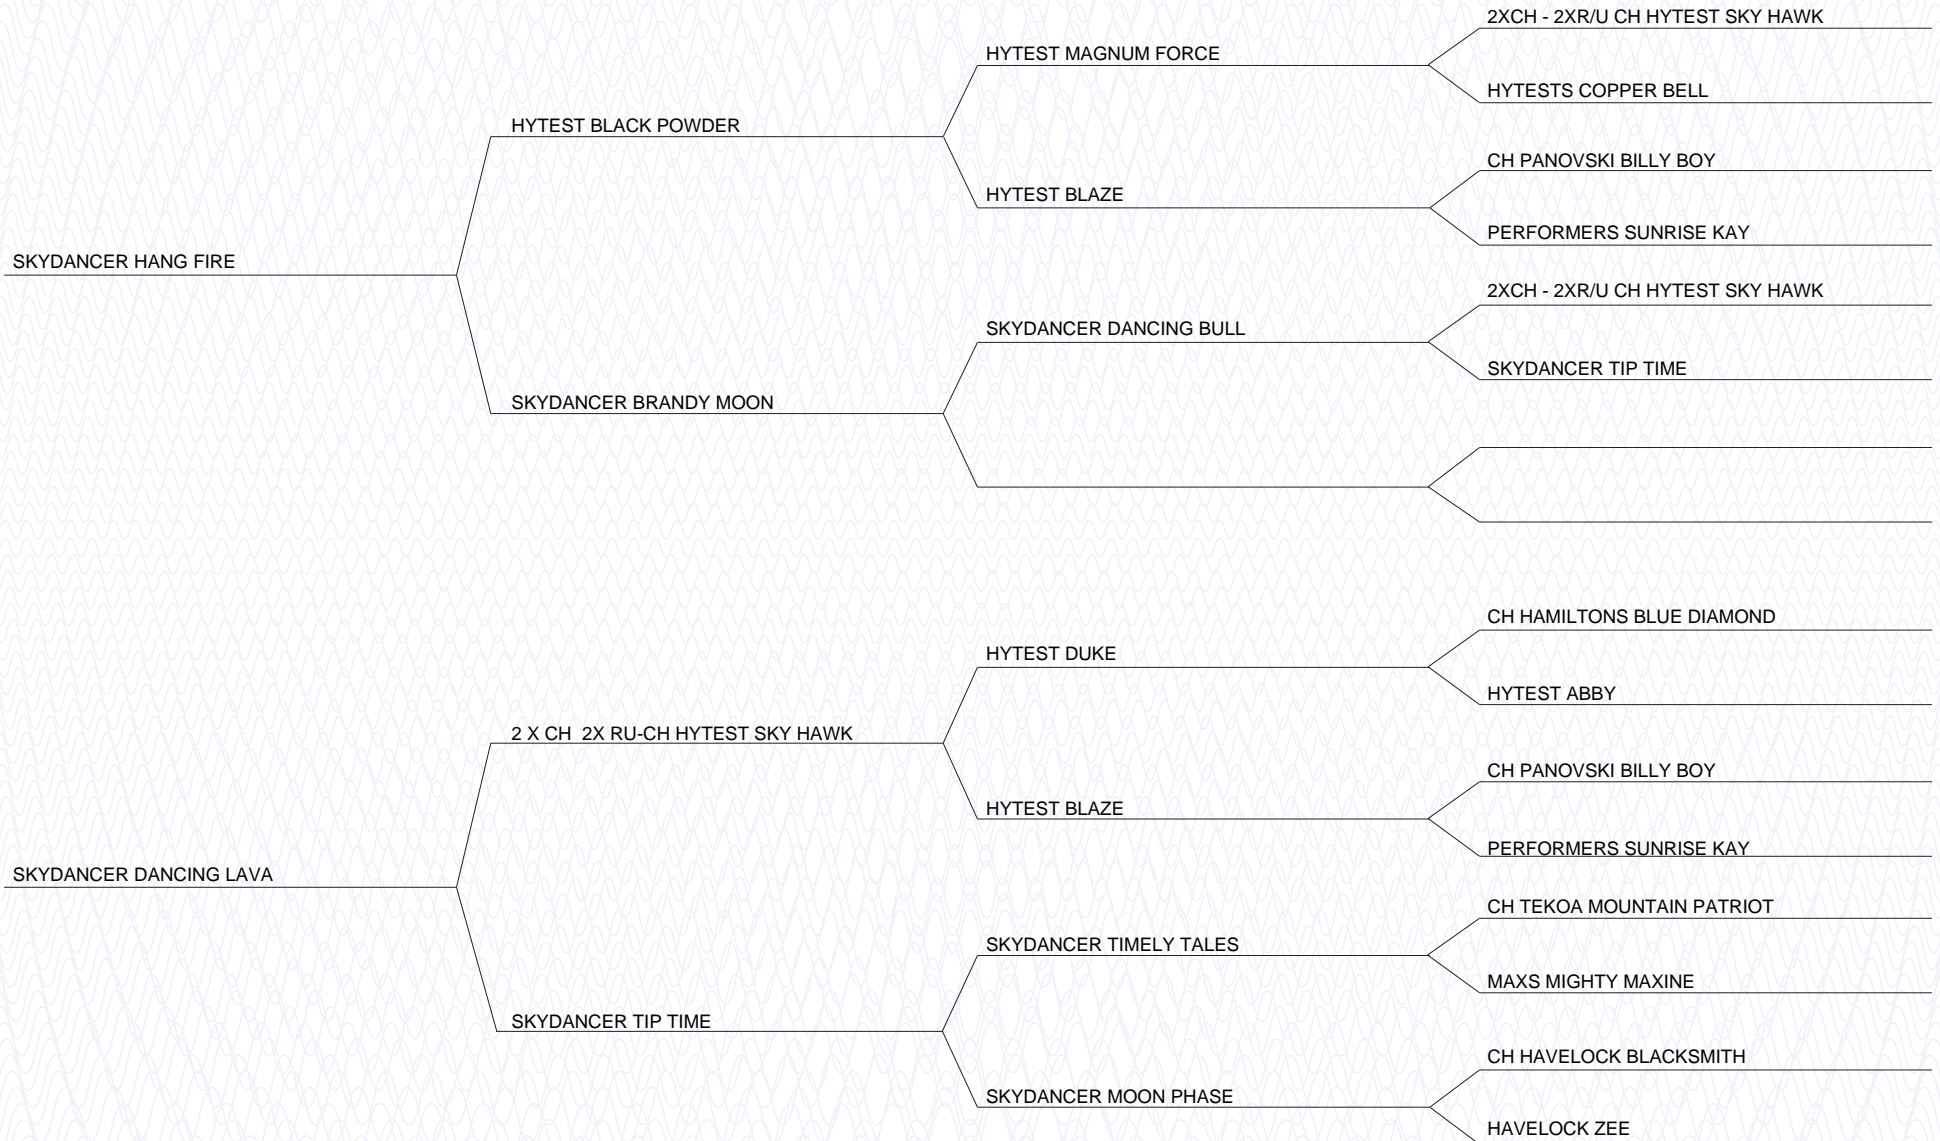 2XCH - 2XR/U CH HYTEST SKY HAWK
HYTEST MAGNUM FORCE
HYTESTS COPPER BELL
HYTEST BLACK POWDER
CH PANOVSKI BILLY BOY
HYTEST BLAZE
PERFORMERS SUNRISE KAY
SKYDANCER HANG FIRE
2XCH - 2XR/U CH HYTEST SKY HAWK
SKYDANCER DANCING BULL
SKYDANCER TIP TIME
SKYDANCER BRANDY MOON
CH HAMILTONS BLUE DIAMOND
HYTEST DUKE
HYTEST ABBY
2 X CH  2X RU-CH HYTEST SKY HAWK
CH PANOVSKI BILLY BOY
HYTEST BLAZE
PERFORMERS SUNRISE KAY
SKYDANCER DANCING LAVA
CH TEKOA MOUNTAIN PATRIOT
SKYDANCER TIMELY TALES
MAXS MIGHTY MAXINE
SKYDANCER TIP TIME
CH HAVELOCK BLACKSMITH
SKYDANCER MOON PHASE
HAVELOCK ZEE